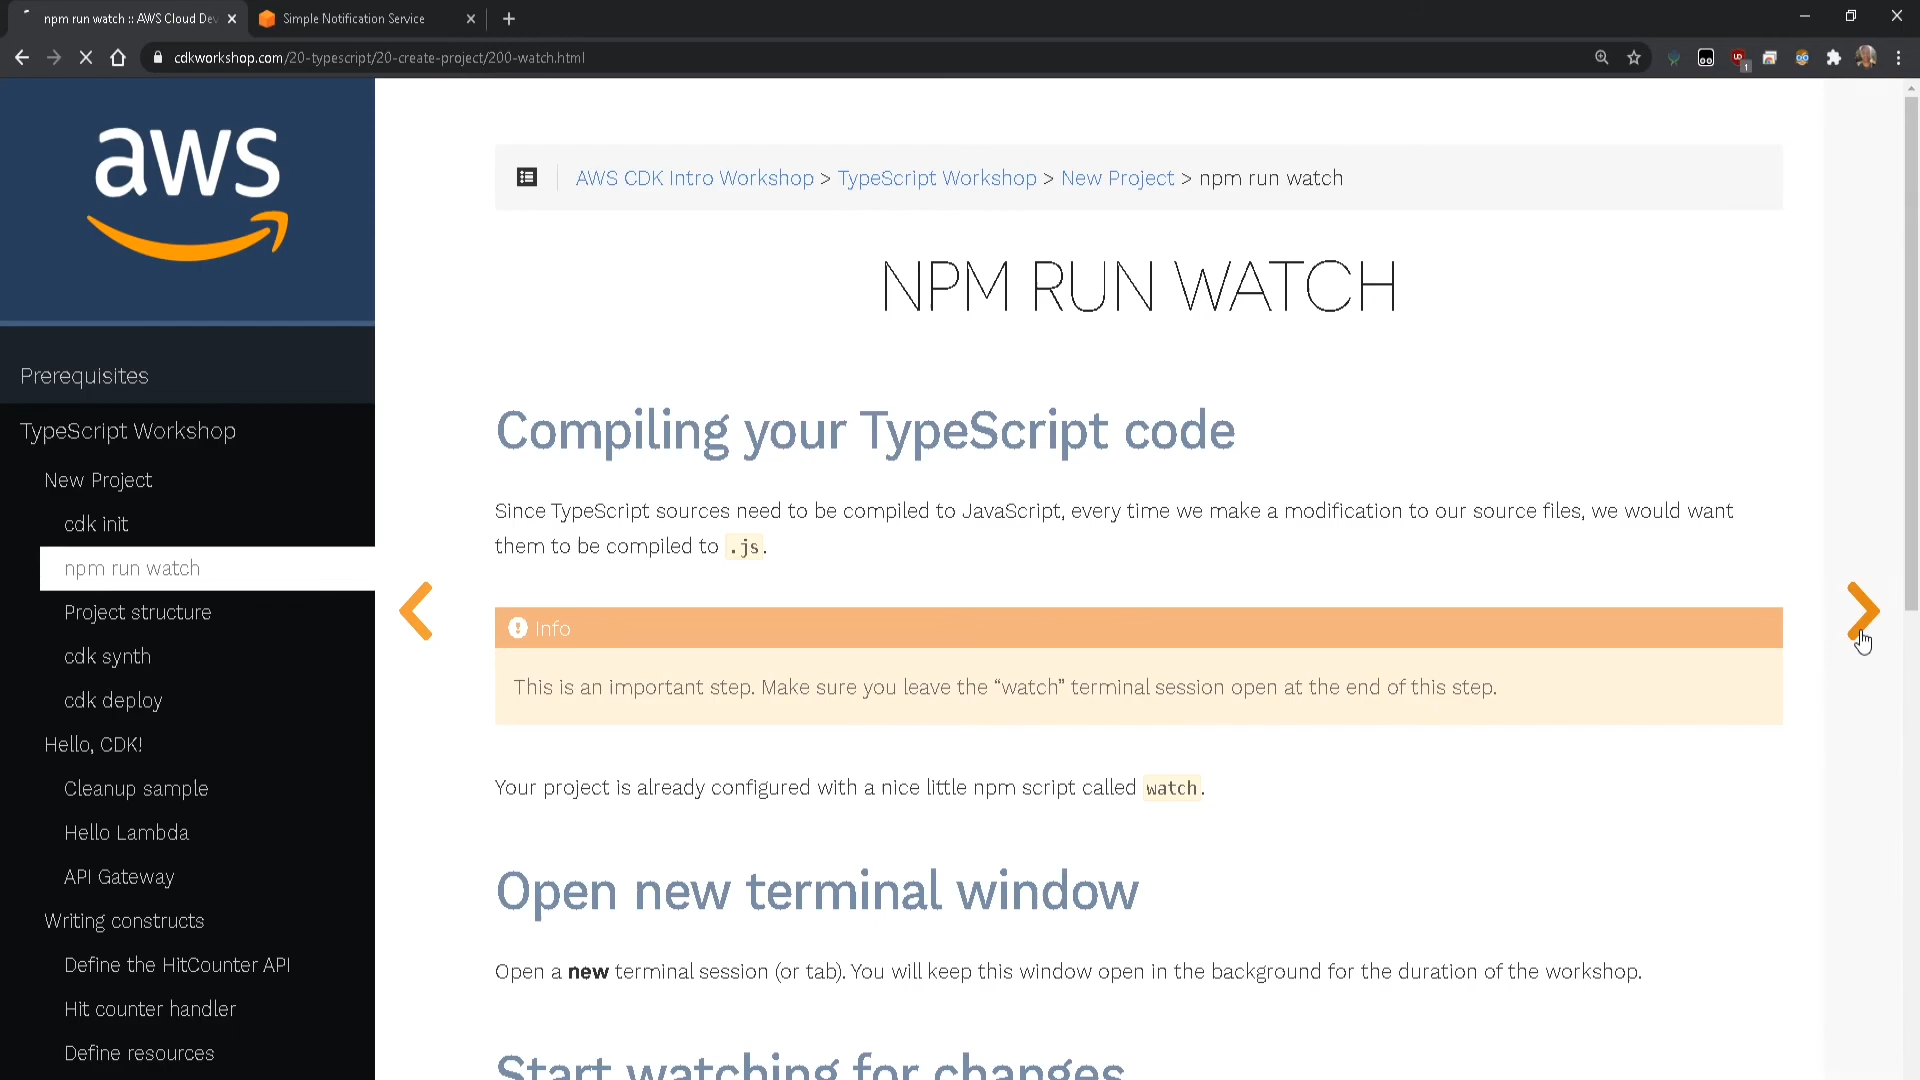 npm run watch :: AWS Cloud Dev
Simple Notification Service
cdkworkshop.com/20-typescript/20-create-project/200-watch.html
1
aws
Prerequisites
TypeScript Workshop
New Project
cdk init
npm run watch
Project structure
cdk synth
cdk deploy
Hello, CDK!
Cleanup sample
Hello Lambda
API Gateway
Writing constructs
Define the HitCounter API
Hit counter handler
Define resources
AWS CDK Intro Workshop > TypeScript Workshop > New Project > npm run watch
NPM RUN WATCH
Compiling your TypeScript code
Since TypeScript sources need to be compiled to JavaScript, every time we make a modification to our source files, we would want
them to be compiled to .js.
Info
This is an important step. Make sure you leave the “watch” terminal session open at the end of this step.
Your project is already configured with a nice little npm script called watch.
Open new terminal window
Open a new terminal session (or tab). You will keep this window open in the background for the duration of the workshop.
Start watching for changes